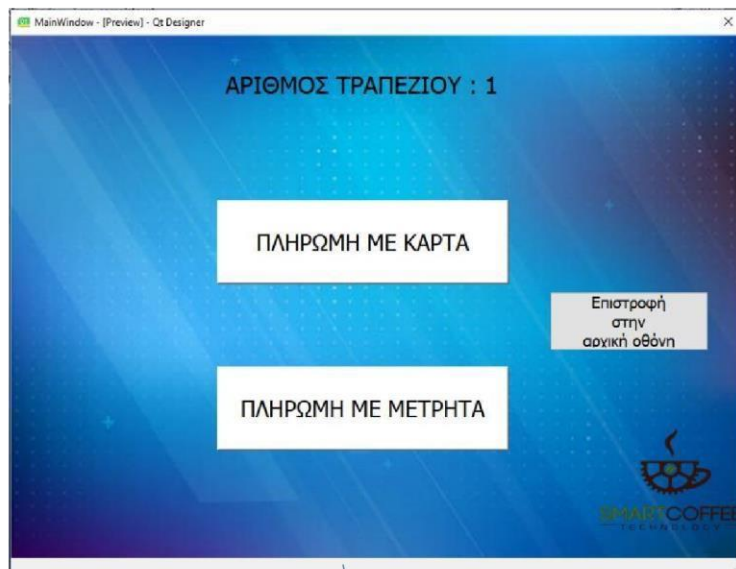 MainWindow - [Preview] - Qt Designer
ΑΡΙΘΜΟΣ ΤΡΑΠΕΖΙΟΥ : 1
ΠΛΗΡΩΜΗ ΜΕ ΚΑΡΤΑ
Επιστροφή
στην
αρχική οθόνη
ΠΛΗΡΩΜΗ ΜΕ ΜΕΤΡΗΤΑ
SMARTCOFFEE
TECHNOLOGY